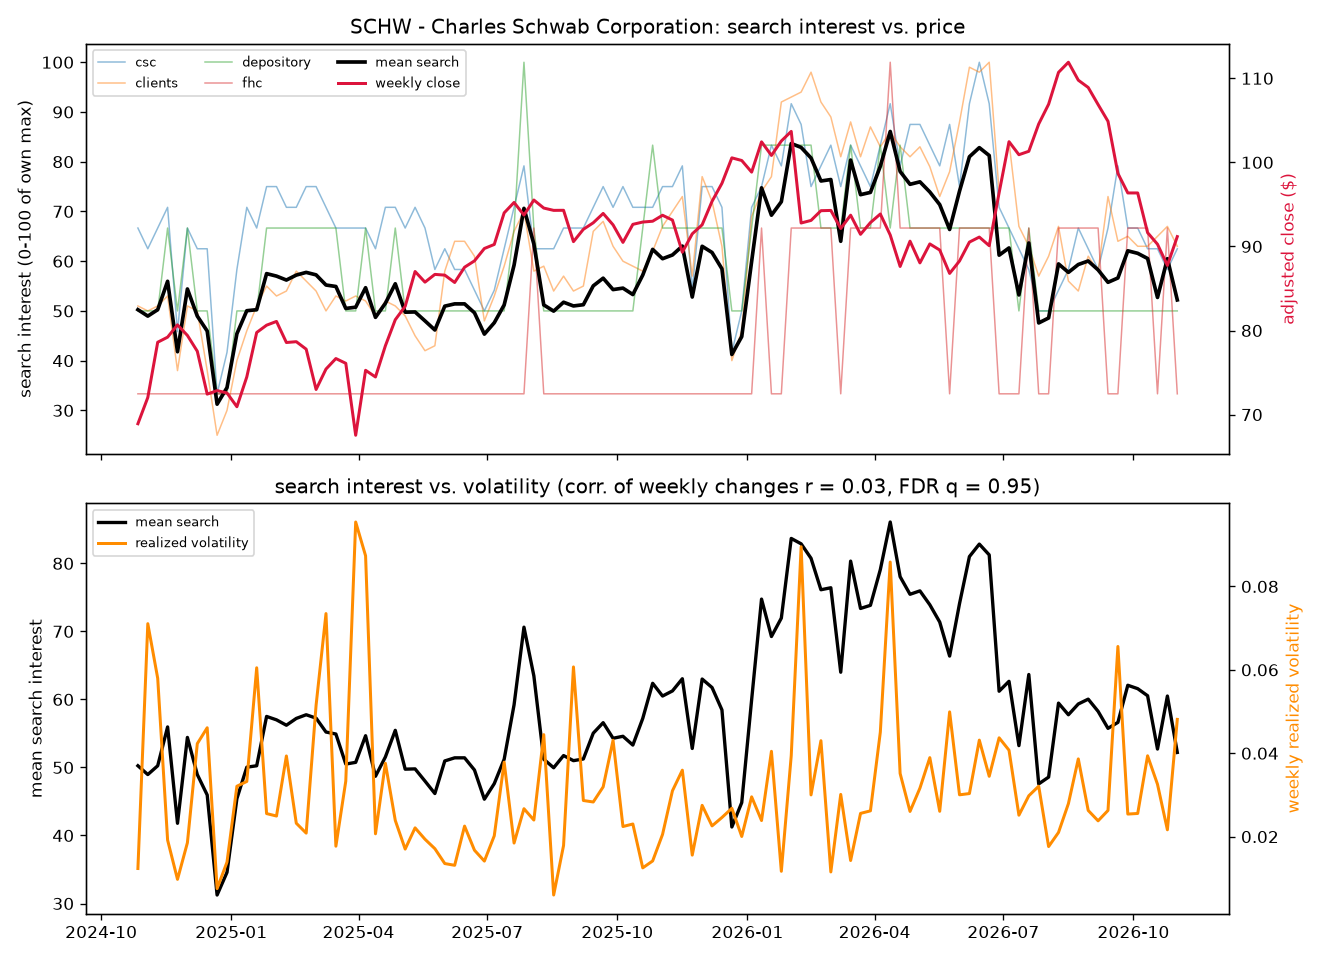 SCHW - Charles Schwab Corporation: search interest vs. price
csc
clients
depository
fhc
mean search
weekly close
search interest (0-100 of own max)
100
90
80
70
60
50
40
30
110
100
90
80
70
adjusted close ($)
search interest vs. volatility (corr. of weekly changes r = 0.03, FDR q = 0.95)
mean search
realized volatility
mean search interest
80
70
60
50
40
30
0.08
0.06
0.04
0.02
weekly realized volatility
2024-10
2025-01
2025-04
2025-07
2025-10
2026-01
2026-04
2026-07
2026-10